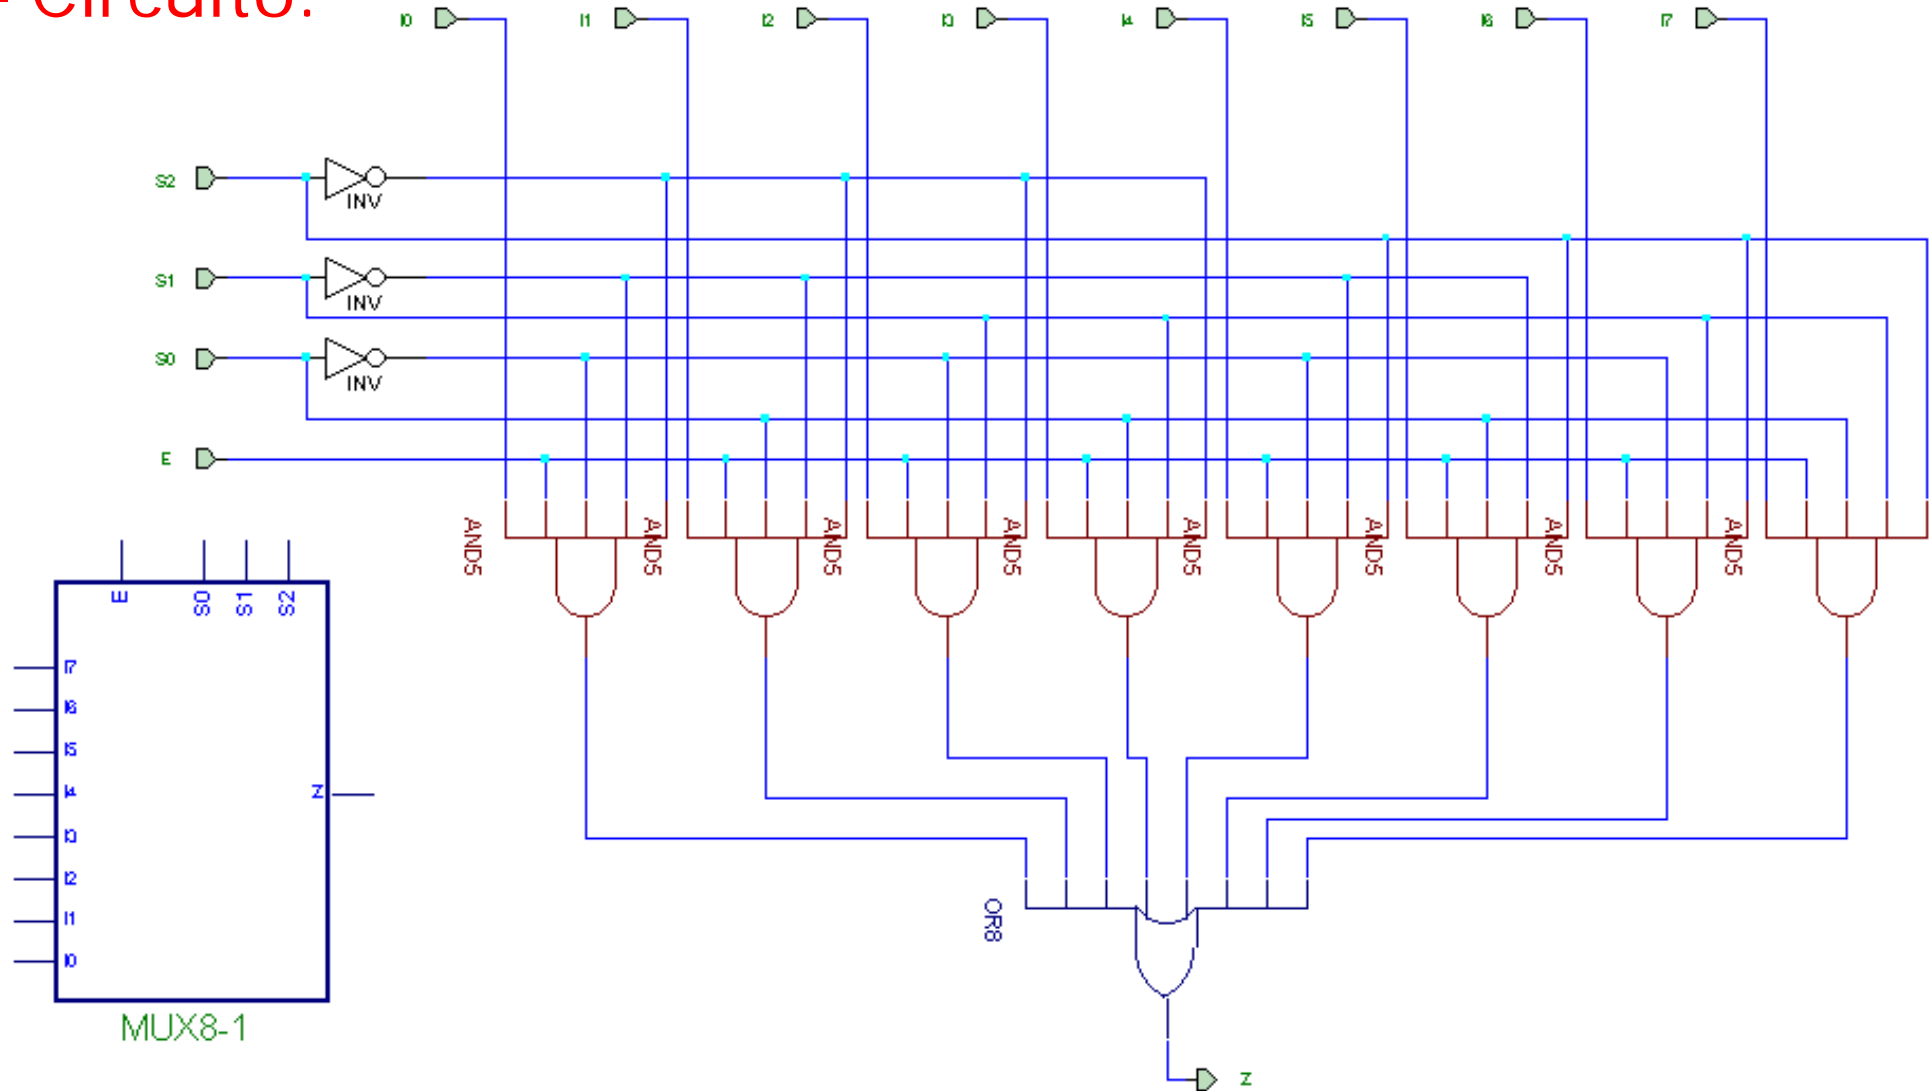 - Circuito:
I0 I1 I2 I3 I4 I5 I6 I7
S2
INV
S1
INV
S0
INV
E
AND5 AND5 AND5 AND5 AND5 AND5 AND5
E S0 S1 S2
I7
I6
I5
I4 Z
I3
I2
I1
I0
MUX8-1
OR8
Z